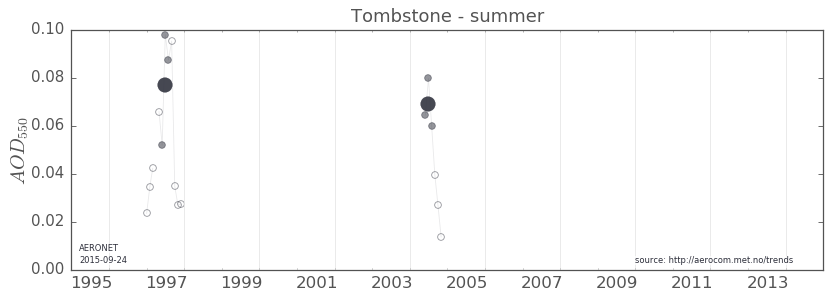 Tombstone - summer
0.10
0.08
0.06
0.04
0.02
0.00
AOD550
AERONET
2015-09-24
source: http://aerocom.met.no/trends
1995 1997 1999 2001 2003 2005 2007 2009 2011 2013